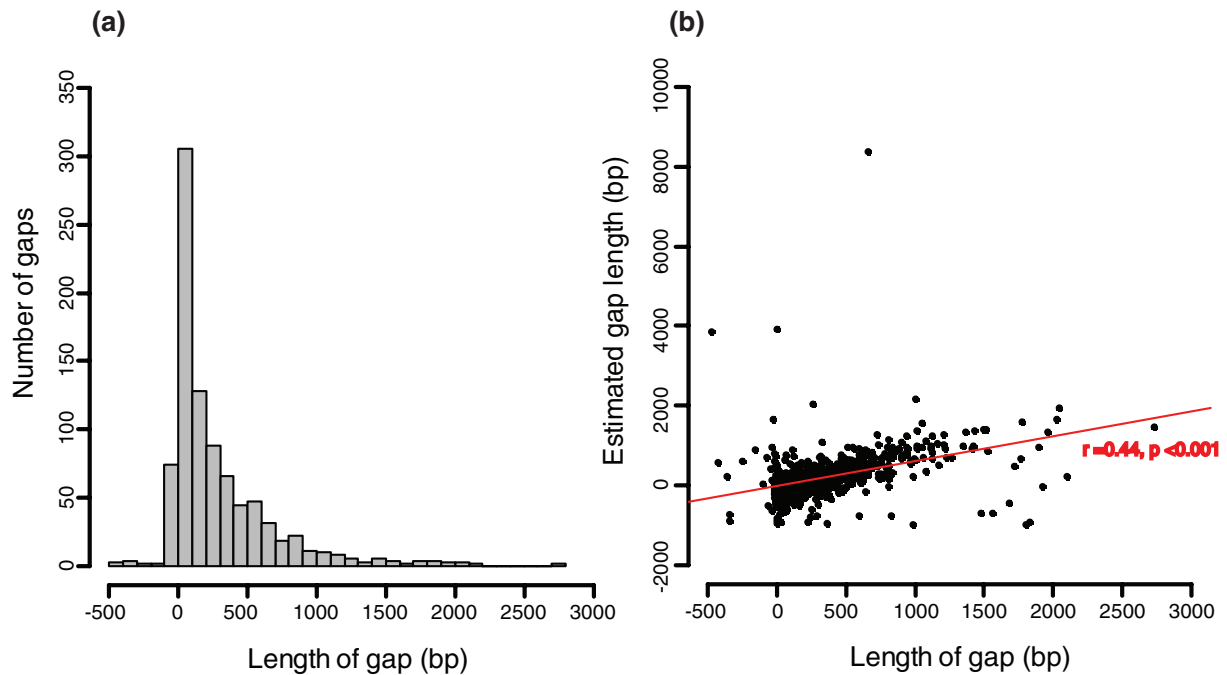 (a)
350
300
250
200
150
100
50
0
Number of gaps
-500 0 500 1000 1500 2000 2500 3000
Length of gap (bp)
(b)
10000
8000
6000
4000
2000
0
-2000
Estimated gap length (bp)
r =0.44, p <0.001
-500 0 500 1000 1500 2000 2500 3000
Length of gap (bp)